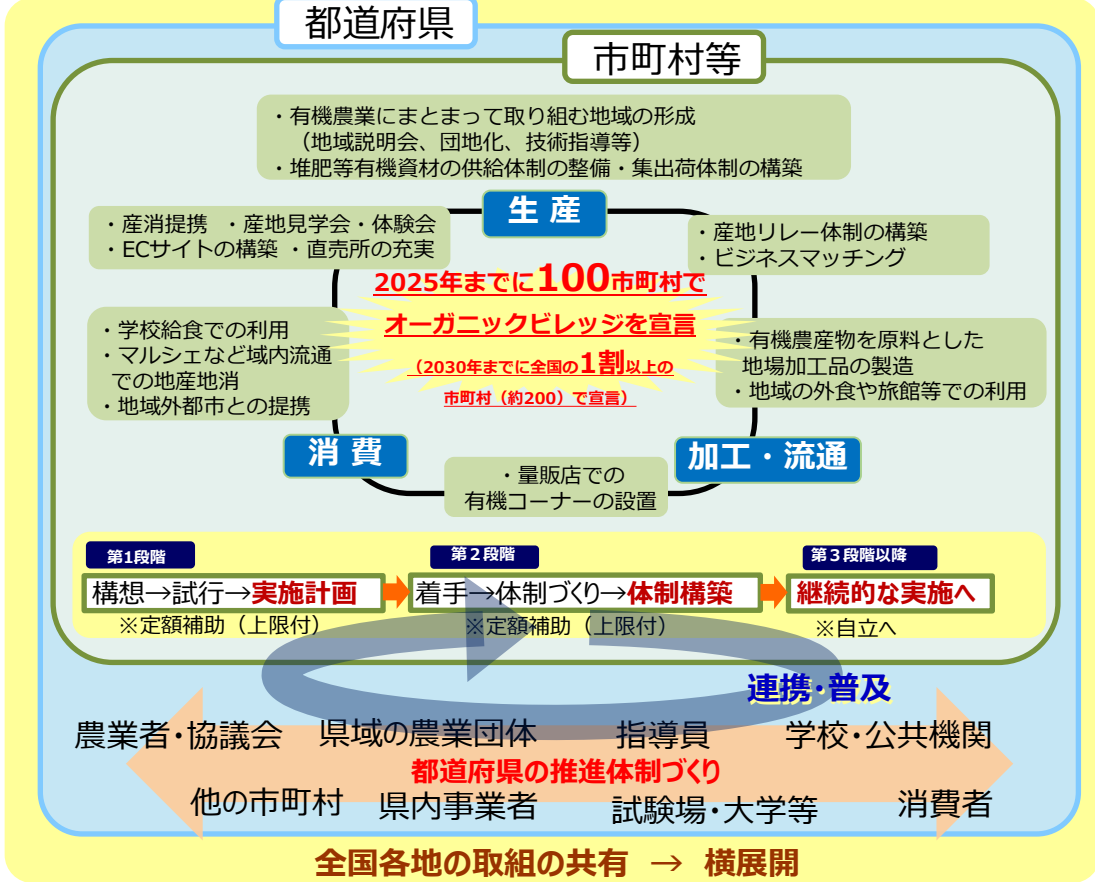 都道府県
市町村等
・有機農業にまとまって取り組む地域の形成
（地域説明会、団地化、技術指導等）
・堆肥等有機資材の供給体制の整備・集出荷体制の構築
生 産
・産消提携 ・産地見学会・体験会
・ECサイトの構築 ・直売所の充実
・産地リレー体制の構築
・ビジネスマッチング
2025年までに100市町村で
オーガニックビレッジを宣言
（2030年までに全国の1割以上の
市町村（約200）で宣言）
・学校給食での利用
・マルシェなど域内流通
での地産地消
・地域外都市との提携
・有機農産物を原料とした
地場加工品の製造
・地域の外食や旅館等での利用
消 費
加工・流通
・量販店での
有機コーナーの設置
第1段階
第２段階
第３段階以降
構想→試行→実施計画
着手→体制づくり→体制構築
継続的な実施へ
※定額補助（上限付）
※定額補助（上限付）
※自立へ
連携・普及
農業者・協議会
県域の農業団体
指導員
学校・公共機関
都道府県の推進体制づくり
他の市町村
県内事業者
試験場・大学等
消費者
全国各地の取組の共有 → 横展開